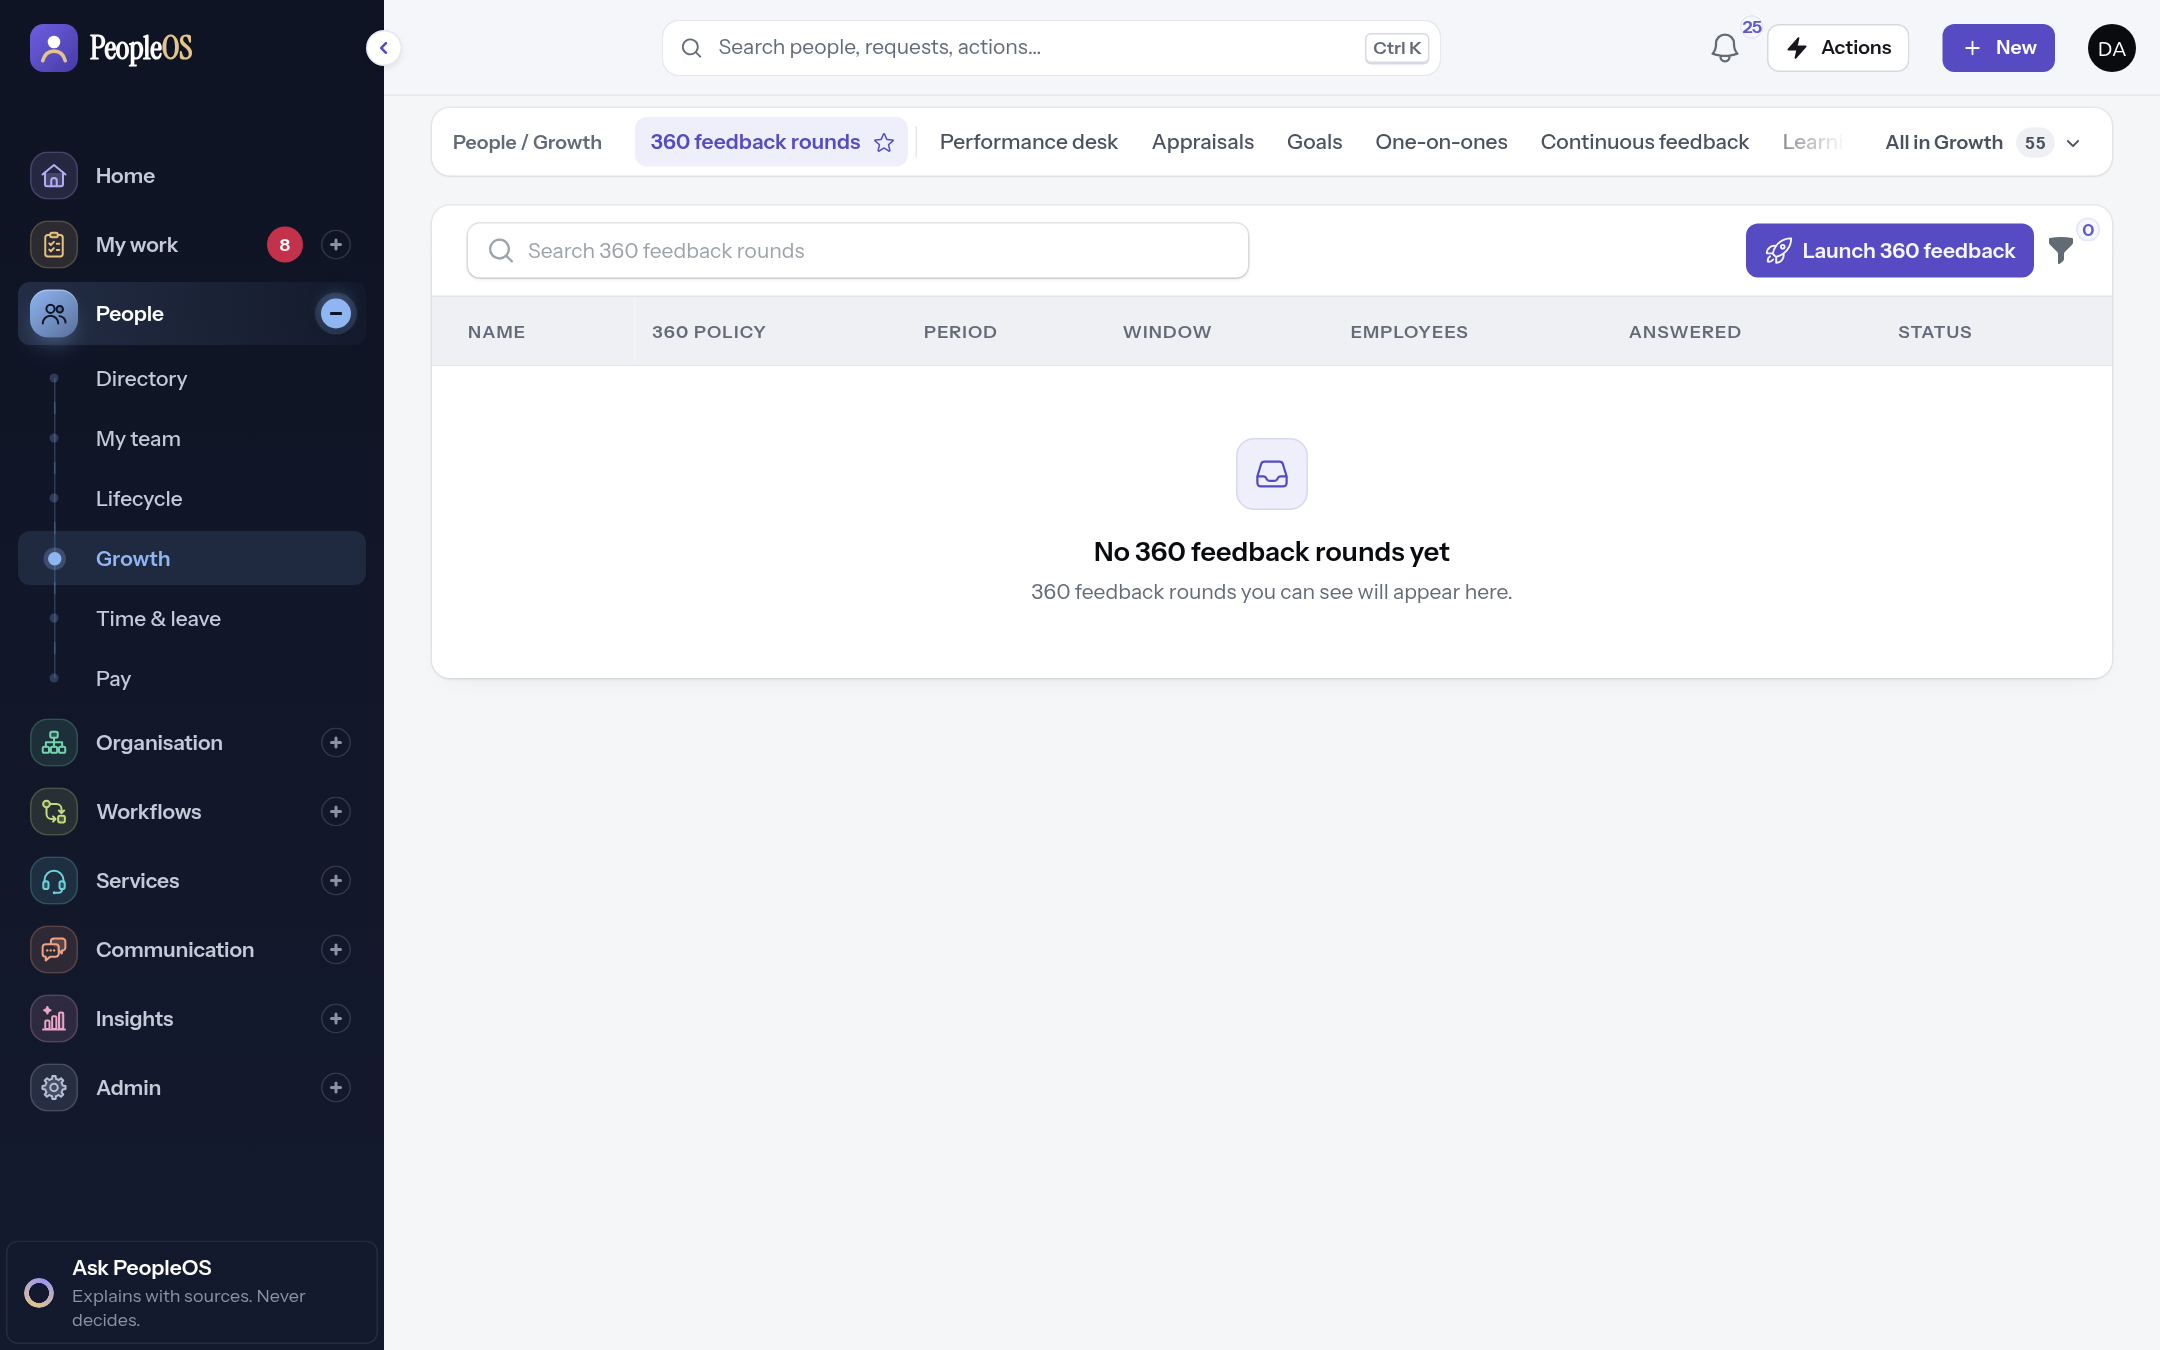 PeopleOS
Search people, requests, actions...
Ctrl K
25
Actions
New
DA
Home
My work
8
People
Directory
My team
Lifecycle
Growth
Time & leave
Pay
Organisation
Workflows
Services
Communication
Insights
Admin
Ask PeopleOS
Explains with sources. Never
decides.
People / Growth
360 feedback rounds
Performance desk
Appraisals
Goals
One-on-ones
Continuous feedback
Learni
All in Growth
55
Search 360 feedback rounds
Launch 360 feedback
0
NAME
360 POLICY
PERIOD
WINDOW
EMPLOYEES
ANSWERED
STATUS
No 360 feedback rounds yet
360 feedback rounds you can see will appear here.